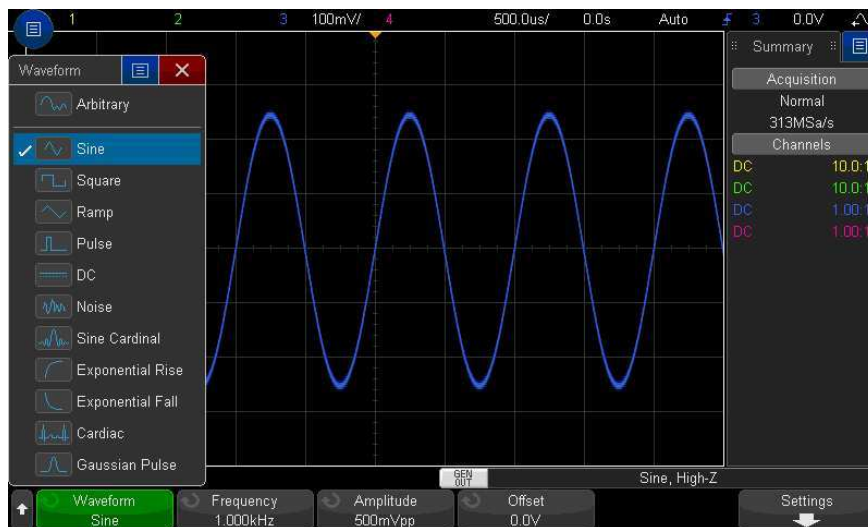 1 2 3 100mV/ 4 500.0us/ 0.0s Auto 3 0.0V
Summary
Waveform
Acquisition
Normal
Arbitrary
313MSa/s
Channels
Sine
DC 10.0:1
Square
DC 10.0:1
Ramp
DC 1.00:1
DC 1.00:1
Pulse
DC
Noise
Sine Cardinal
Exponential Rise
Exponential Fall
Cardiac
Gaussian Pulse
GEN
OUT
Sine, High-Z
Waveform Frequency Amplitude Offset Settings
Sine 1.000kHz 500mVpp 0.0V